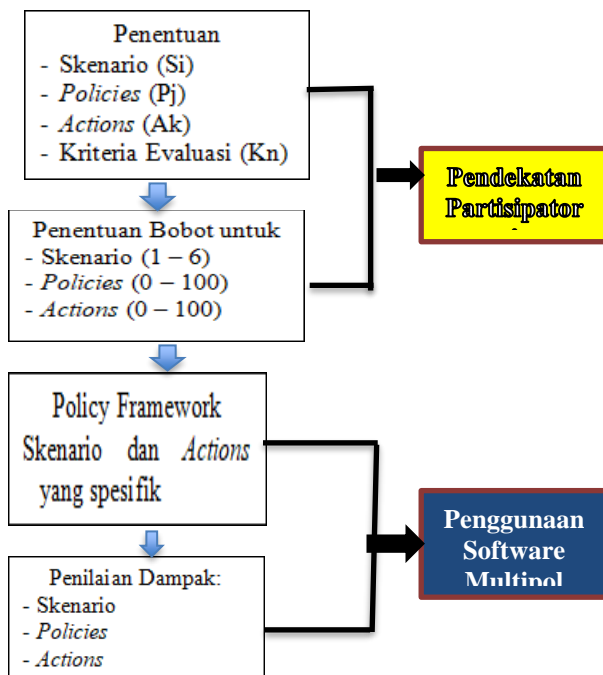 Penentuan
- Skenario (Si)
- Policies (Pj)
- Actions (Ak)
- Kriteria Evaluasi (Kn)
Penentuan Bobot untuk
- Skenario (1 – 6)
- Policies (0 – 100)
- Actions (0 – 100)
Pendekatan
Partisipator
Policy Framework
Skenario dan Actions
yang spesifik
Penilaian Dampak:
- Skenario
- Policies
- Actions
Penggunaan
Software
Multipol